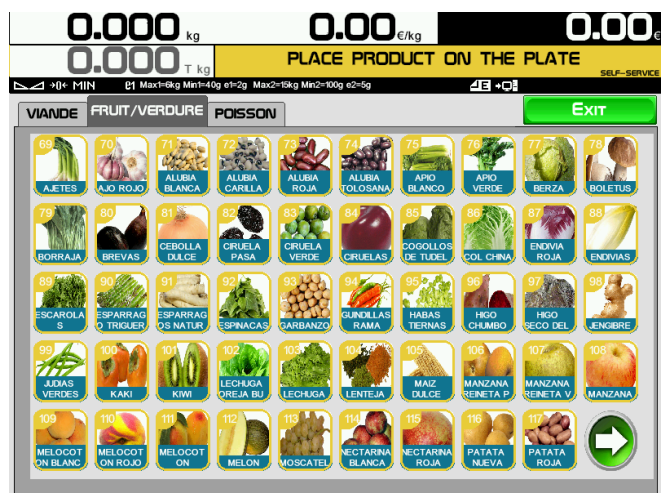 0.000 kg 0.00 €/kg 0.00 €
0.000 T kg PLACE PRODUCT ON THE PLATE
SELF-SERVICE
→0← MIN e1 Max1=6kg Min1=40g e1=2g Max2=15kg Min2=100g e2=5g E
VIANDE FRUIT/VERDURE POISSON EXIT
69 70 71 72 73 74 75 76 77 78
AJETES
AJO ROJO
ALUBIA BLANCA
ALUBIA CARILLA
ALUBIA ROJA
ALUBIA TOLOSANA
APIO BLANCO
APIO VERDE
BERZA
BOLETUS
79 80 81 82 83 84 85 86 87 88
BORRAJA
BREVAS
CEBOLLA DULCE
CIRUELA PASA
CIRUELA VERDE
CIRUELAS
COGOLLOS DE TUDEL
COL CHINA
ENDIVIA ROJA
ENDIVIAS
89 90 91 92 93 94 95 96 97 98
ESCAROLA S
ESPARRAG O TRIGUER
ESPARRAG OS NATUR
ESPINACAS
GARBANZO
GUINDILLAS RAMA
HABAS TIERNAS
HIGO CHUMBO
HIGO SECO DEL
JENGIBRE
99 100 101 102 103 104 105 106 107 108
JUDIAS VERDES
KAKI
KIWI
LECHUGA OREJA BU
LECHUGA
LENTEJA
MAIZ DULCE
MANZANA REINETA P
MANZANA REINETA V
MANZANA
109 110 111 112 113 114 115 116 117
MELOCOT ON BLANC
MELOCOT ON ROJO
MELOCOT ON
MELON
MOSCATEL
NECTARINA BLANCA
NECTARINA ROJA
PATATA NUEVA
PATATA ROJA